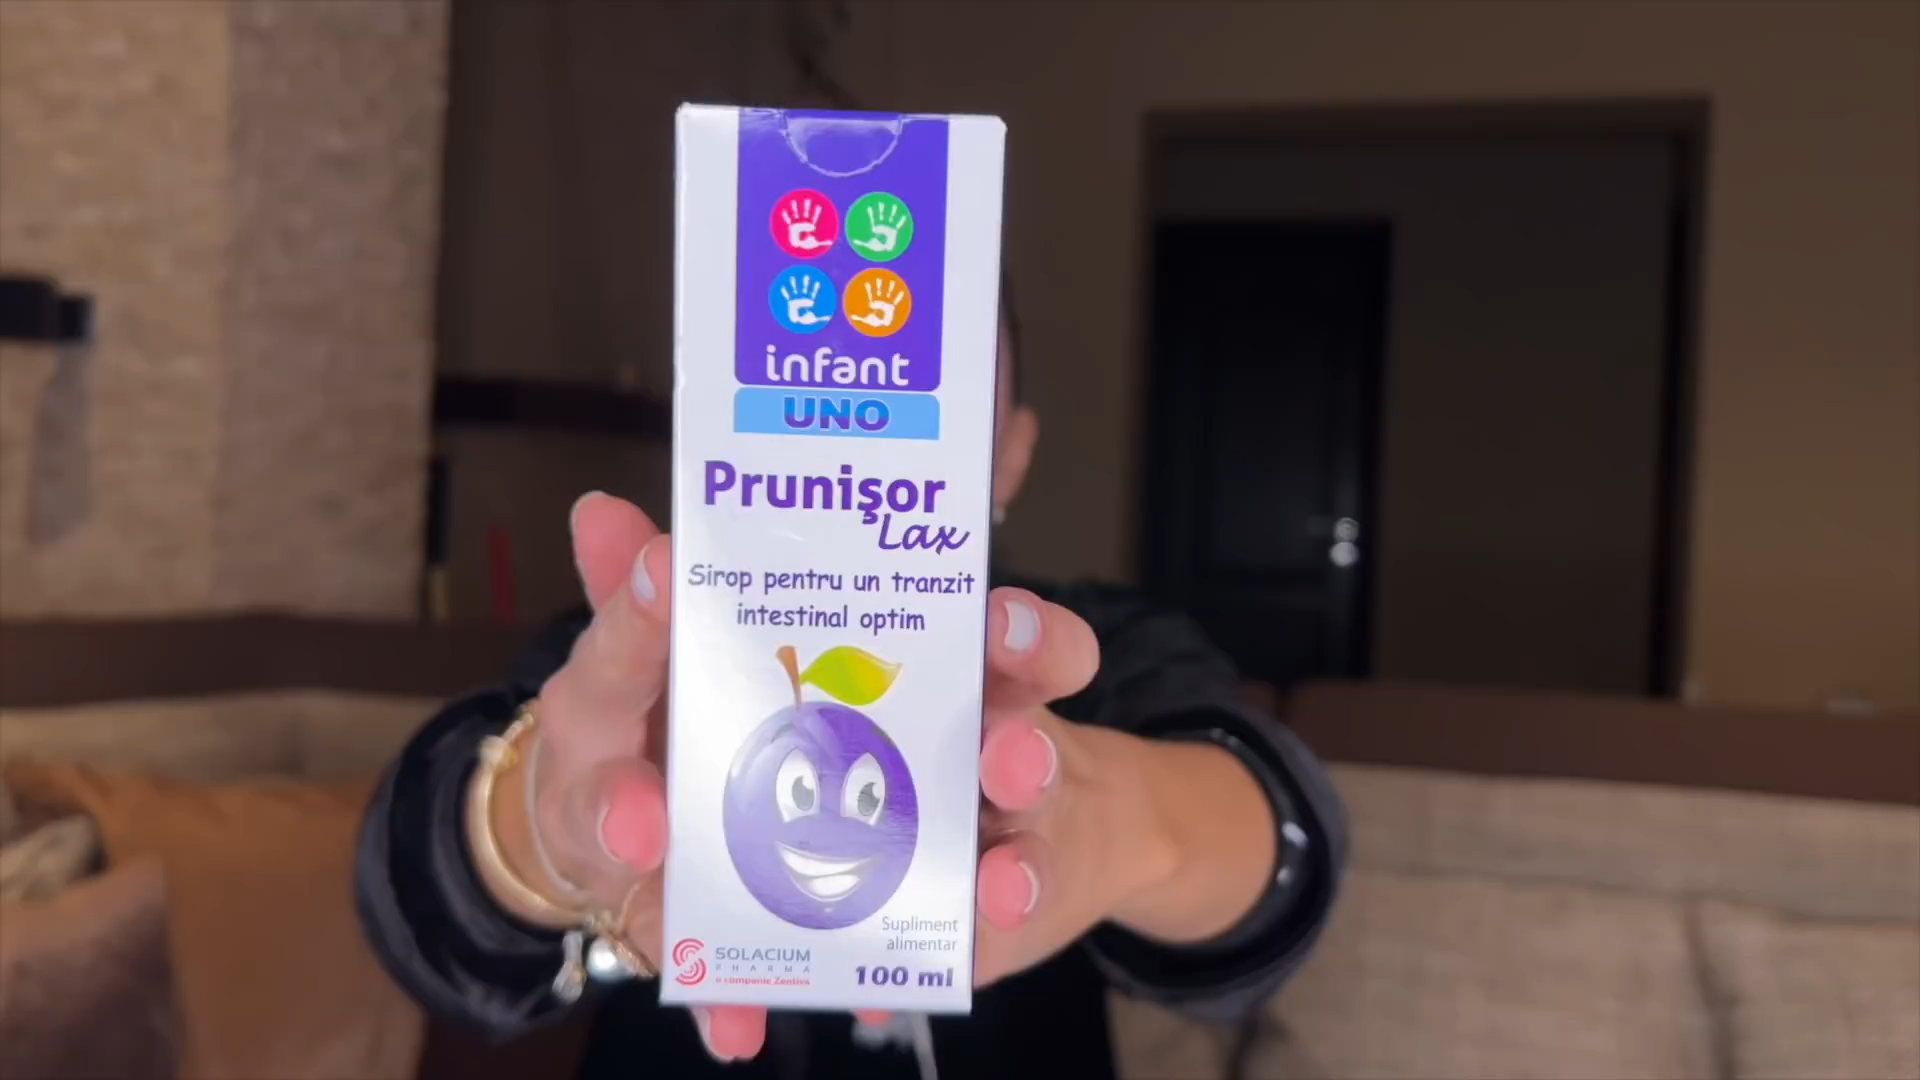 infant
UNO
Prunişor
Lax
Sirop pentru un tranzit
intestinal optim
Supliment
alimentar
SOLACIUM
PHARMA
o companie Zentiva
100 ml